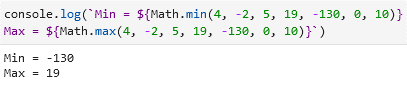 console.log(`Min = ${Math.min(4, -2, 5, 19, -130, 0, 10)}
Max = ${Math.max(4, -2, 5, 19, -130, 0, 10)}`)
Min = -130
Max = 19